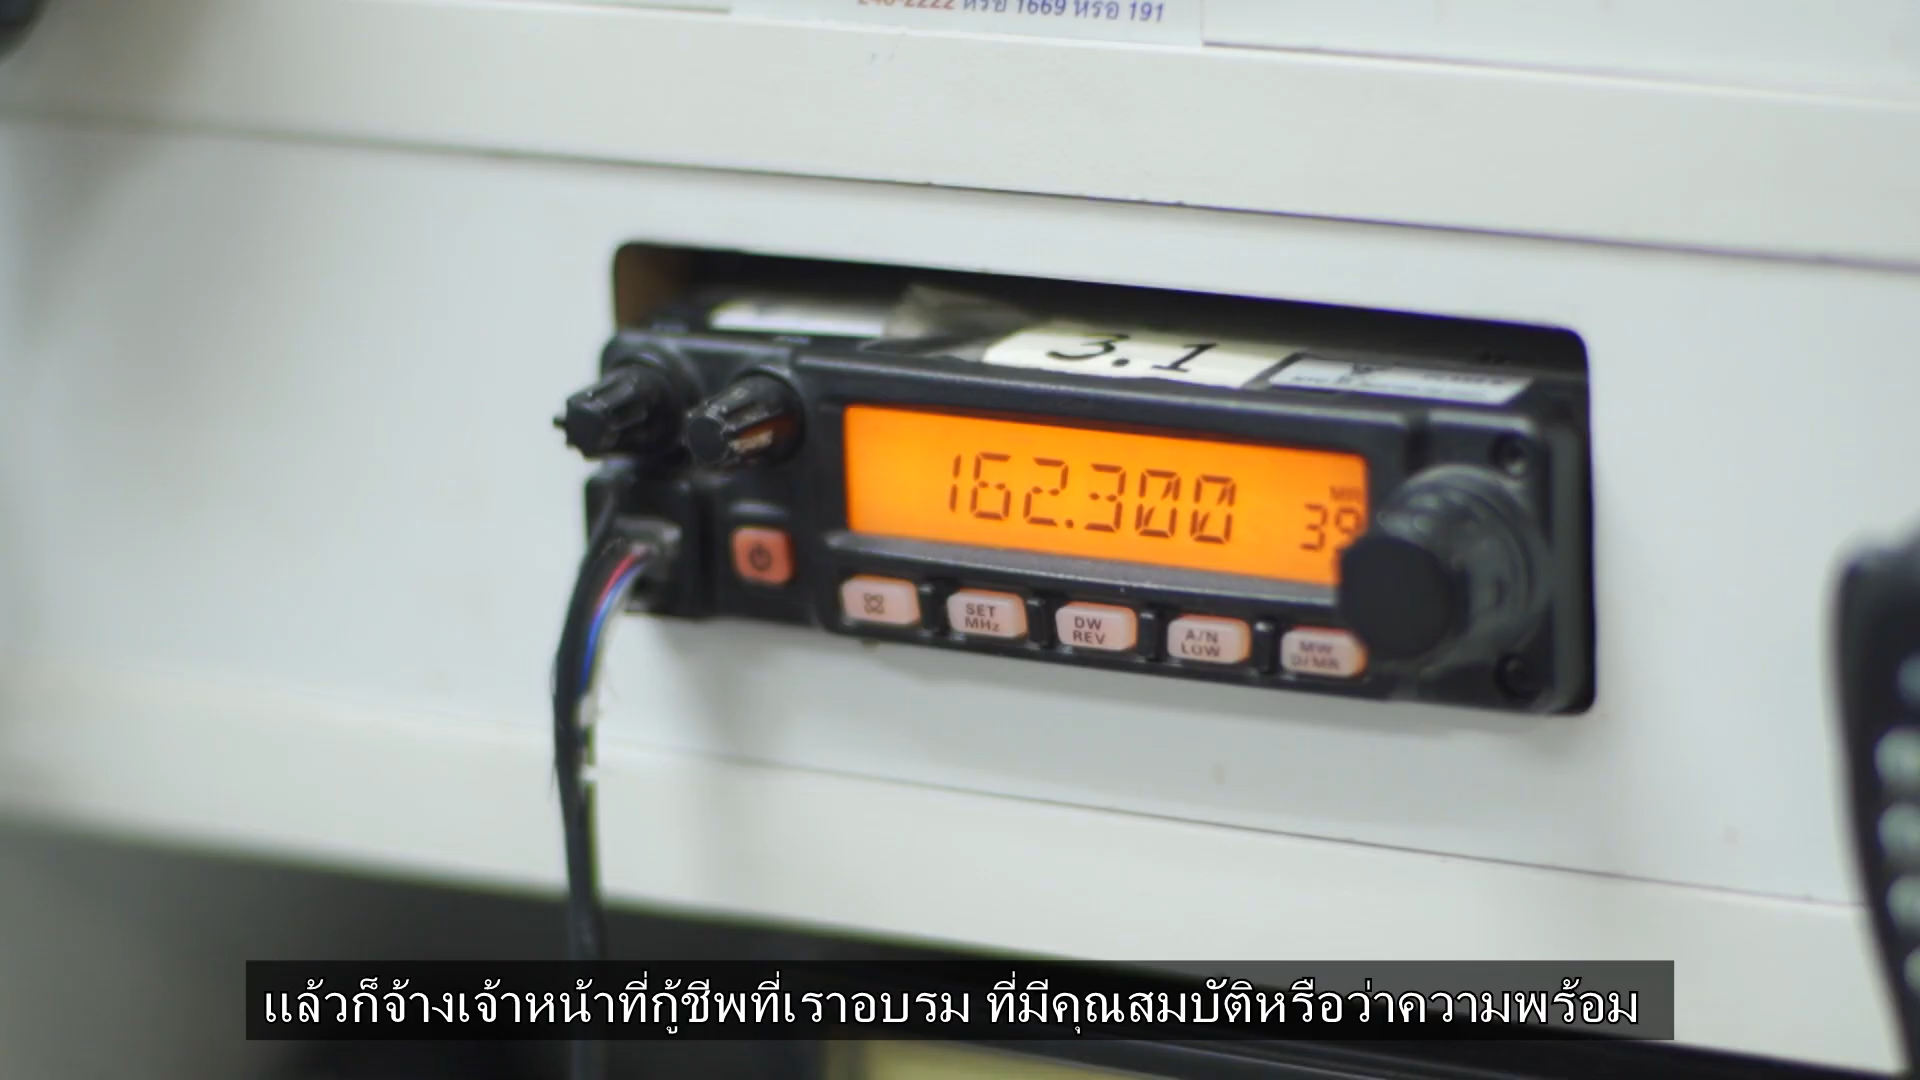 หรือ 1669 หรือ 191
3.1
162.300
MR
39
SET
MHz
DW
REV
A/N
LOW
MW
D/MR
แล้วก็จ้างเจ้าหน้าที่กู้ชีพที่เราอบรม ที่มีคุณสมบัติหรือว่าความพร้อม